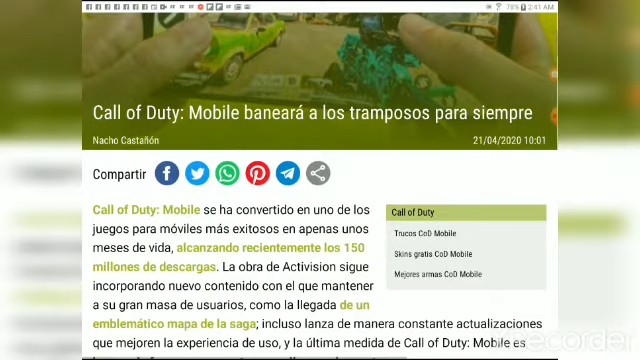 78% 2:41 AM
Call of Duty: Mobile baneará a los tramposos para siempre
Nacho Castañón 21/04/2020 10:01
Compartir
Call of Duty: Mobile se ha convertido en uno de los
juegos para móviles más exitosos en apenas unos
meses de vida, alcanzando recientemente los 150
millones de descargas. La obra de Activision sigue
incorporando nuevo contenido con el que mantener
a su gran masa de usuarios, como la llegada de un
emblemático mapa de la saga; incluso lanza de manera constante actualizaciones
que mejoren la experiencia de uso, y la última medida de Call of Duty: Mobile es
Call of Duty
Trucos CoD Mobile
Skins gratis CoD Mobile
Mejores armas CoD Mobile